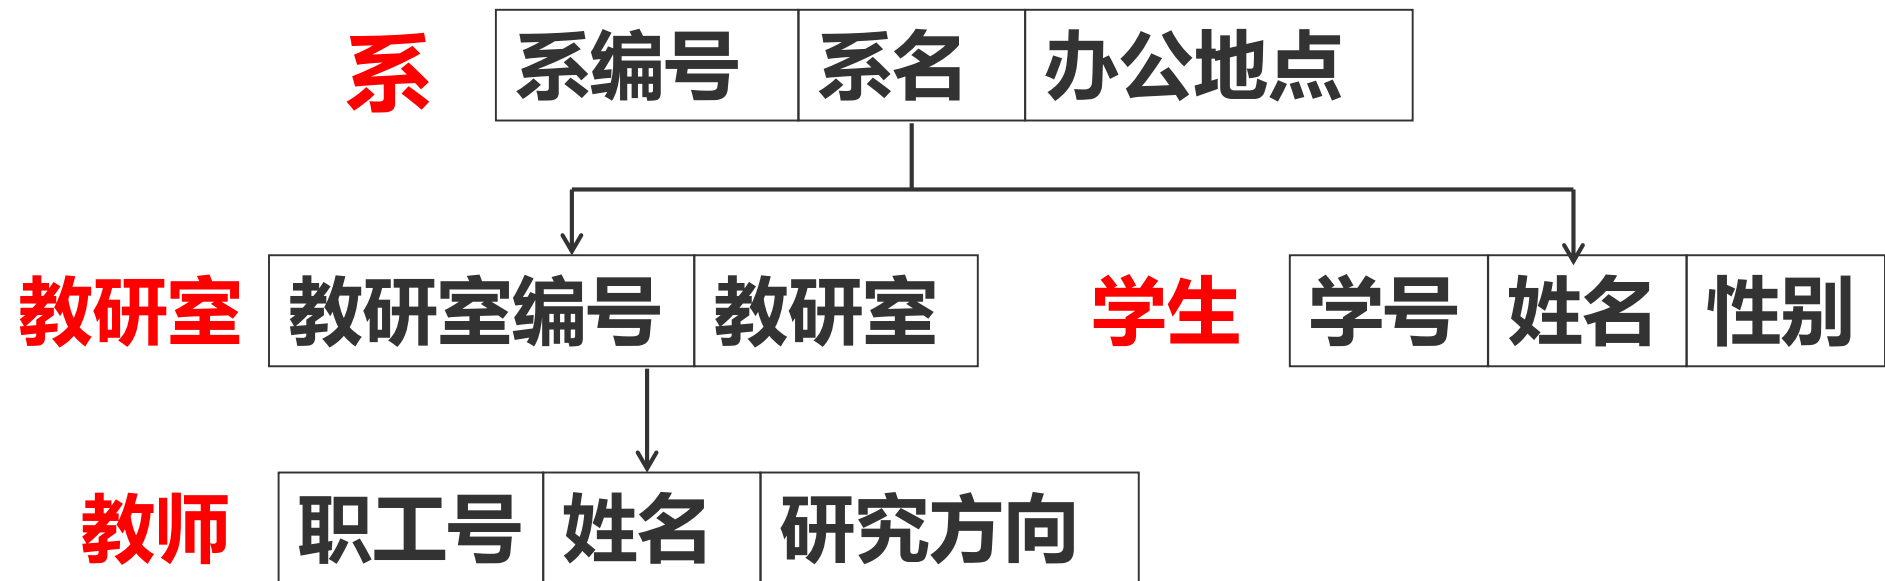 系 系编号 系名 办公地点
教研室 教研室编号 教研室 学生 学号 姓名 性别
教师 职工号 姓名 研究方向